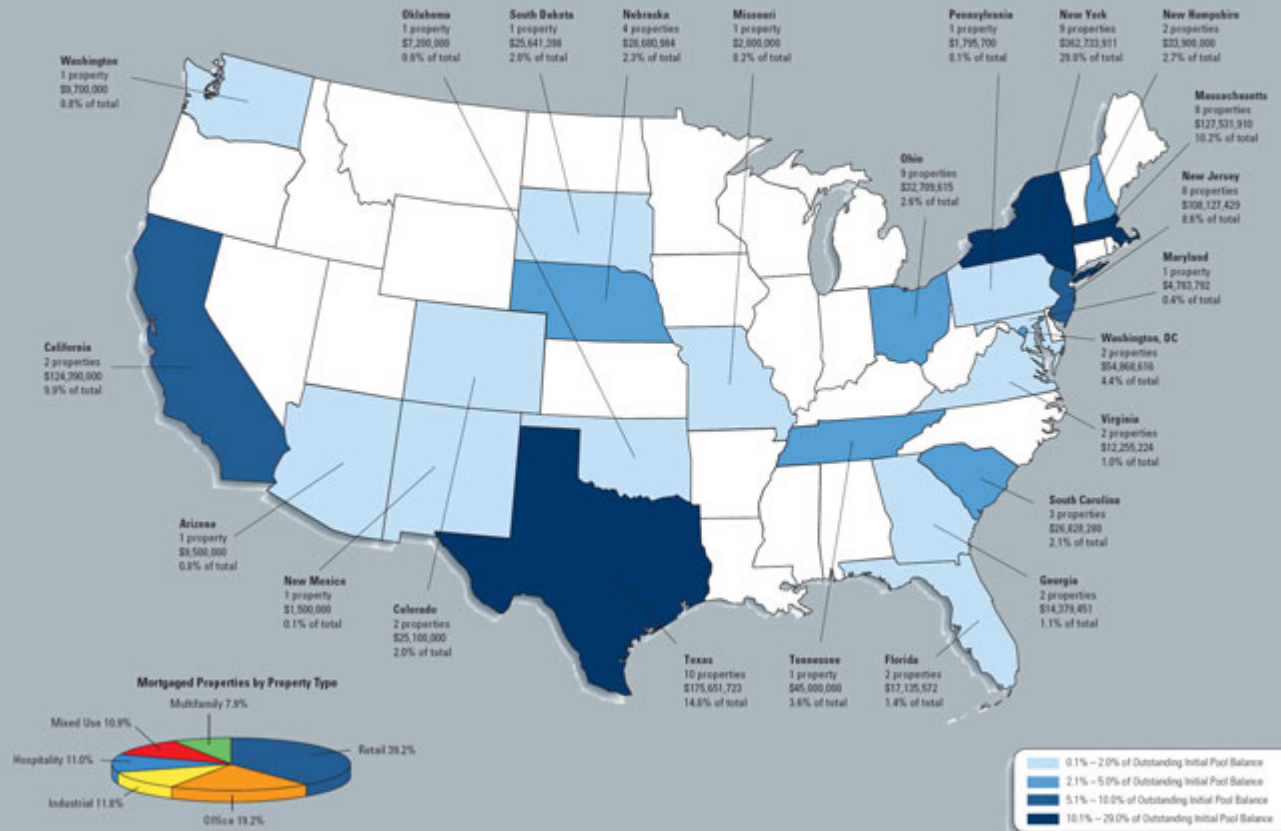 Oklahoma
1 property
$7,200,000
0.6% of total
South Dakota
1 property
$25,641,398
2.0% of total
Nebraska
4 properties
$28,680,984
2.3% of total
Missouri
1 property
$2,000,000
0.2% of total
Pennsylvania
1 property
$1,795,700
0.1% of total
New York
9 properties
$362,733,911
29.0% of total
New Hampshire
2 properties
$33,900,000
2.7% of total
Washington
1 property
$9,700,000
0.8% of total
Massachusetts
8 properties
$127,531,910
10.2% of total
Ohio
9 properties
$32,709,615
2.6% of total
New Jersey
8 properties
$108,127,429
8.6% of total
Maryland
1 property
$4,783,792
0.4% of total
California
2 properties
$124,390,000
9.9% of total
Washington, DC
2 properties
$54,868,616
4.4% of total
Virginia
2 properties
$12,255,224
1.0% of total
South Carolina
3 properties
$26,828,280
2.1% of total
Arizona
1 property
$9,500,000
0.8% of total
New Mexico
1 property
$1,500,000
0.1% of total
Colorado
2 properties
$25,100,000
2.0% of total
Georgia
2 properties
$14,379,451
1.1% of total
Texas
10 properties
$175,651,723
14.0% of total
Tennessee
1 property
$45,000,000
3.6% of total
Florida
2 properties
$17,135,572
1.4% of total
Mortgaged Properties by Property Type
Multifamily 7.9%
Mixed Use 10.9%
Retail 39.2%
Hospitality 11.0%
Industrial 11.8%
Office 19.2%
0.1% – 2.0% of Outstanding Initial Pool Balance
2.1% – 5.0% of Outstanding Initial Pool Balance
5.1% – 10.0% of Outstanding Initial Pool Balance
10.1% – 29.0% of Outstanding Initial Pool Balance